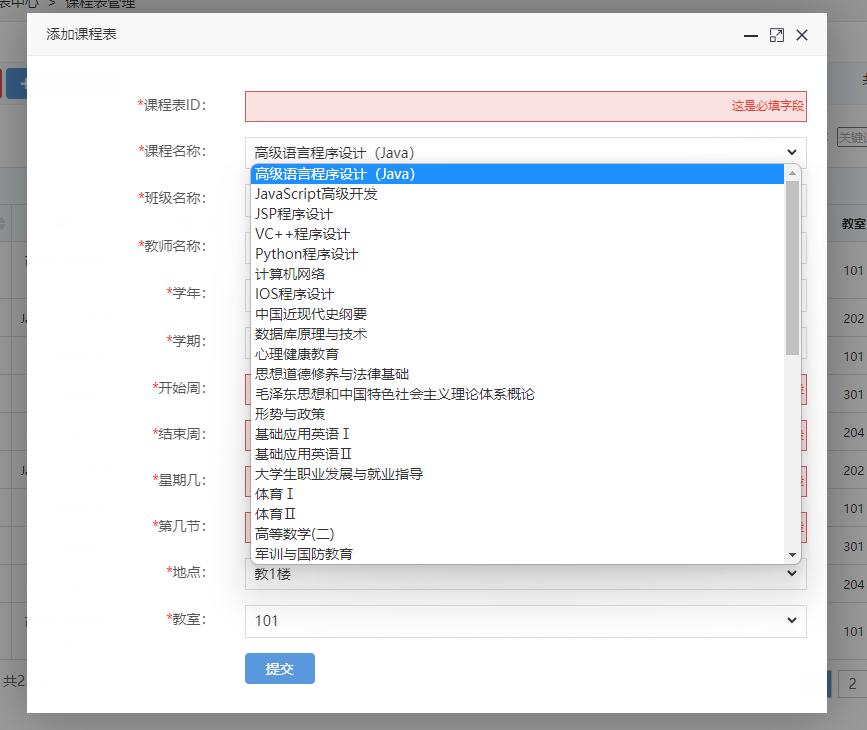 课程表管理
添加课程表
*课程表ID：
这是必填字段
关键
*课程名称：
高级语言程序设计（Java）
高级语言程序设计（Java）
JavaScript高级开发
JSP程序设计
VC++程序设计
Python程序设计
计算机网络
IOS程序设计
中国近现代史纲要
数据库原理与技术
心理健康教育
思想道德修养与法律基础
毛泽东思想和中国特色社会主义理论体系概论
形势与政策
基础应用英语Ⅰ
基础应用英语Ⅱ
大学生职业发展与就业指导
体育Ⅰ
体育Ⅱ
高等数学(二)
军训与国防教育
*班级名称：
*教师名称：
*学年：
*学期：
*开始周：
*结束周：
*星期几：
*第几节：
*地点：
教1楼
*教室：
101
提交
教室
101
202
101
301
204
202
101
301
204
101
共2
2